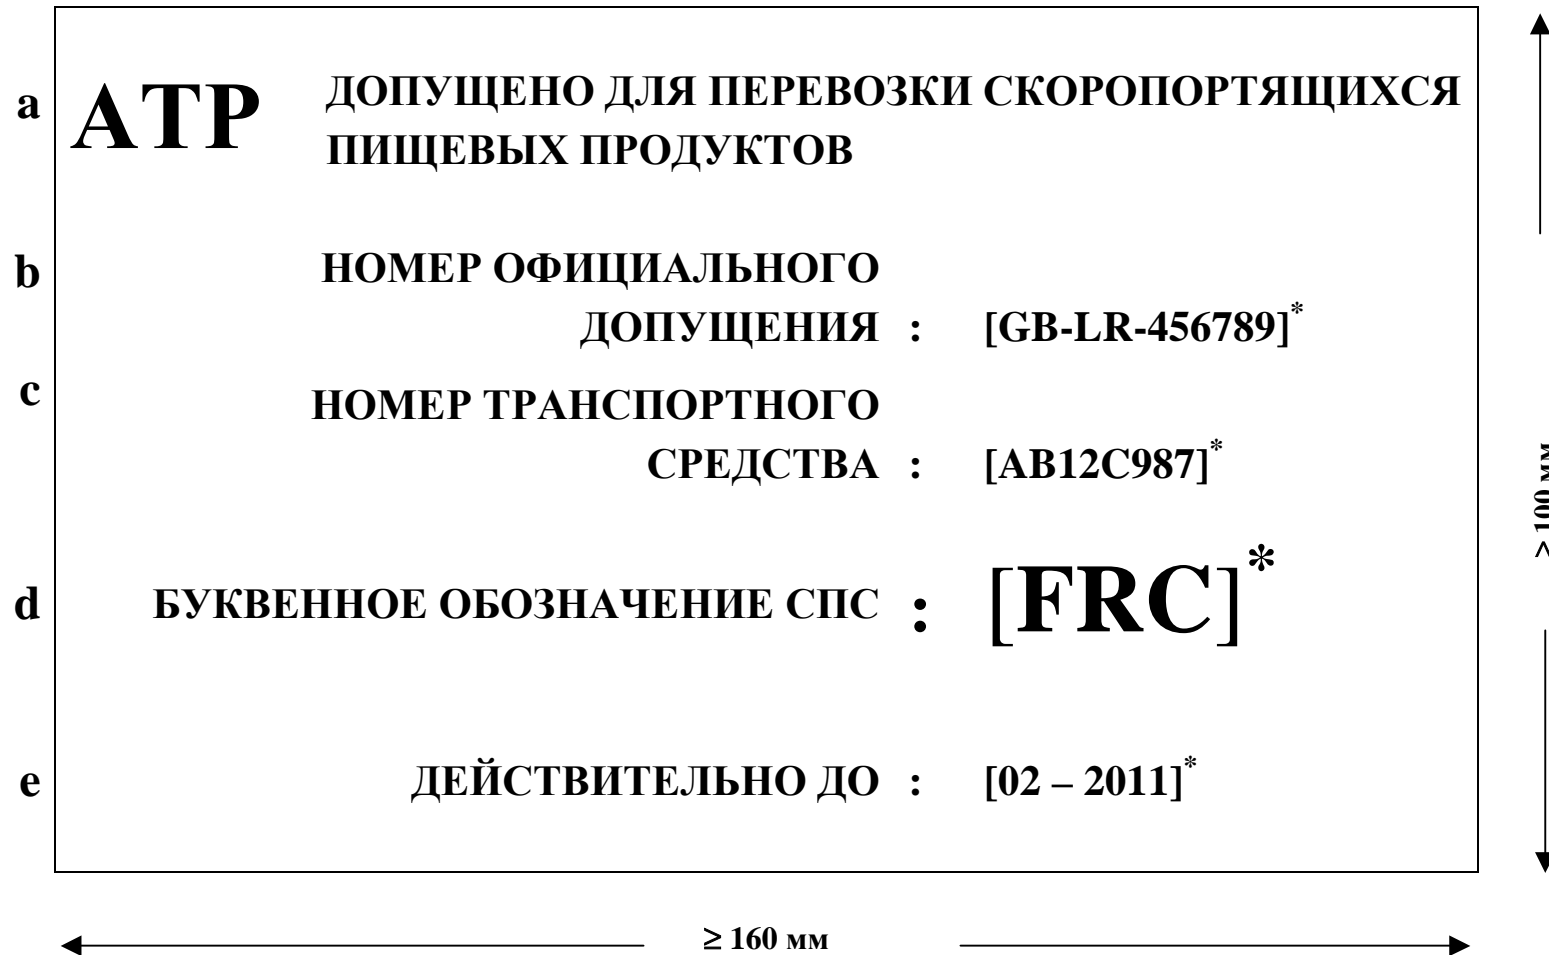 a ATP ДОПУЩЕНО ДЛЯ ПЕРЕВОЗКИ СКОРОПОРТЯЩИХСЯ
ПИЩЕВЫХ ПРОДУКТОВ
b НОМЕР ОФИЦИАЛЬНОГО
ДОПУЩЕНИЯ : [GB-LR-456789]*
c НОМЕР ТРАНСПОРТНОГО
СРЕДСТВА : [AB12C987]*
d БУКВЕННОЕ ОБОЗНАЧЕНИЕ СПС : [FRC]*
e ДЕЙСТВИТЕЛЬНО ДО : [02 – 2011]*
≥ 100 мм
≥ 160 мм